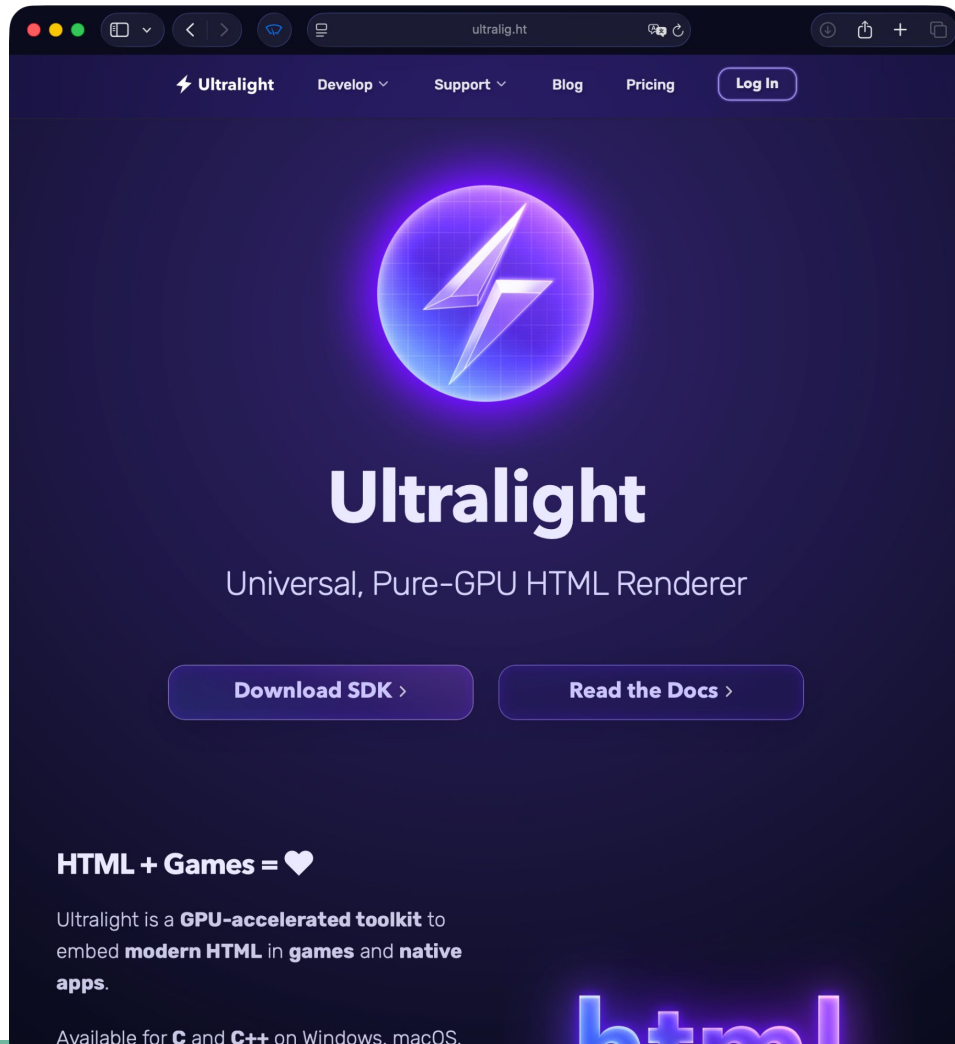 ultralig.ht
Ultralight
Develop
Support
Blog
Pricing
Log In
Ultralight
Universal, Pure-GPU HTML Renderer
Download SDK >
Read the Docs >
HTML + Games = ♥
Ultralight is a GPU-accelerated toolkit to
embed modern HTML in games and native
apps.
Available for C and C++ on Windows, macOS,
html